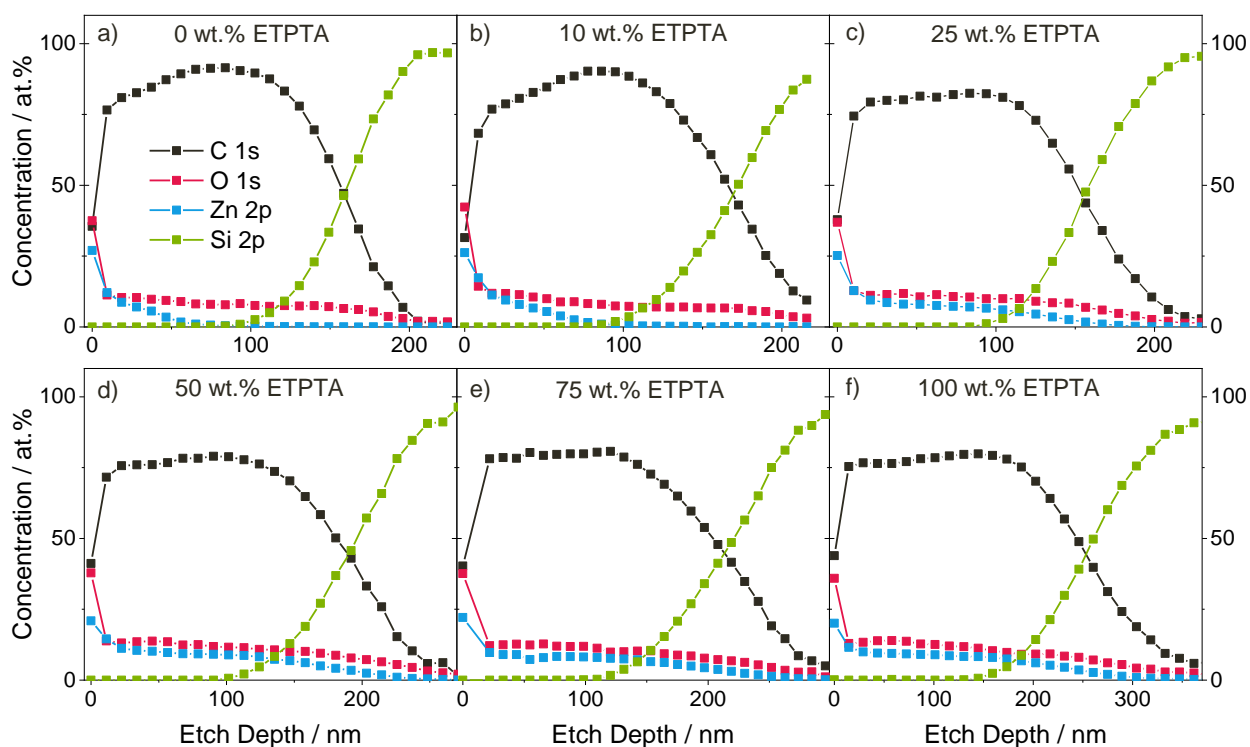 a) 0 wt.% ETPTA
b) 10 wt.% ETPTA
c) 25 wt.% ETPTA
100
50
0
Concentration / at.%
C 1s
O 1s
Zn 2p
Si 2p
100
50
0
0 200
0 100 200
0 100 200
d) 50 wt.% ETPTA
e) 75 wt.% ETPTA
f) 100 wt.% ETPTA
100
50
0
Concentration / at.%
100
50
0
0 100 200
0 100 200
0 100 200 300
Etch Depth / nm
Etch Depth / nm
Etch Depth / nm